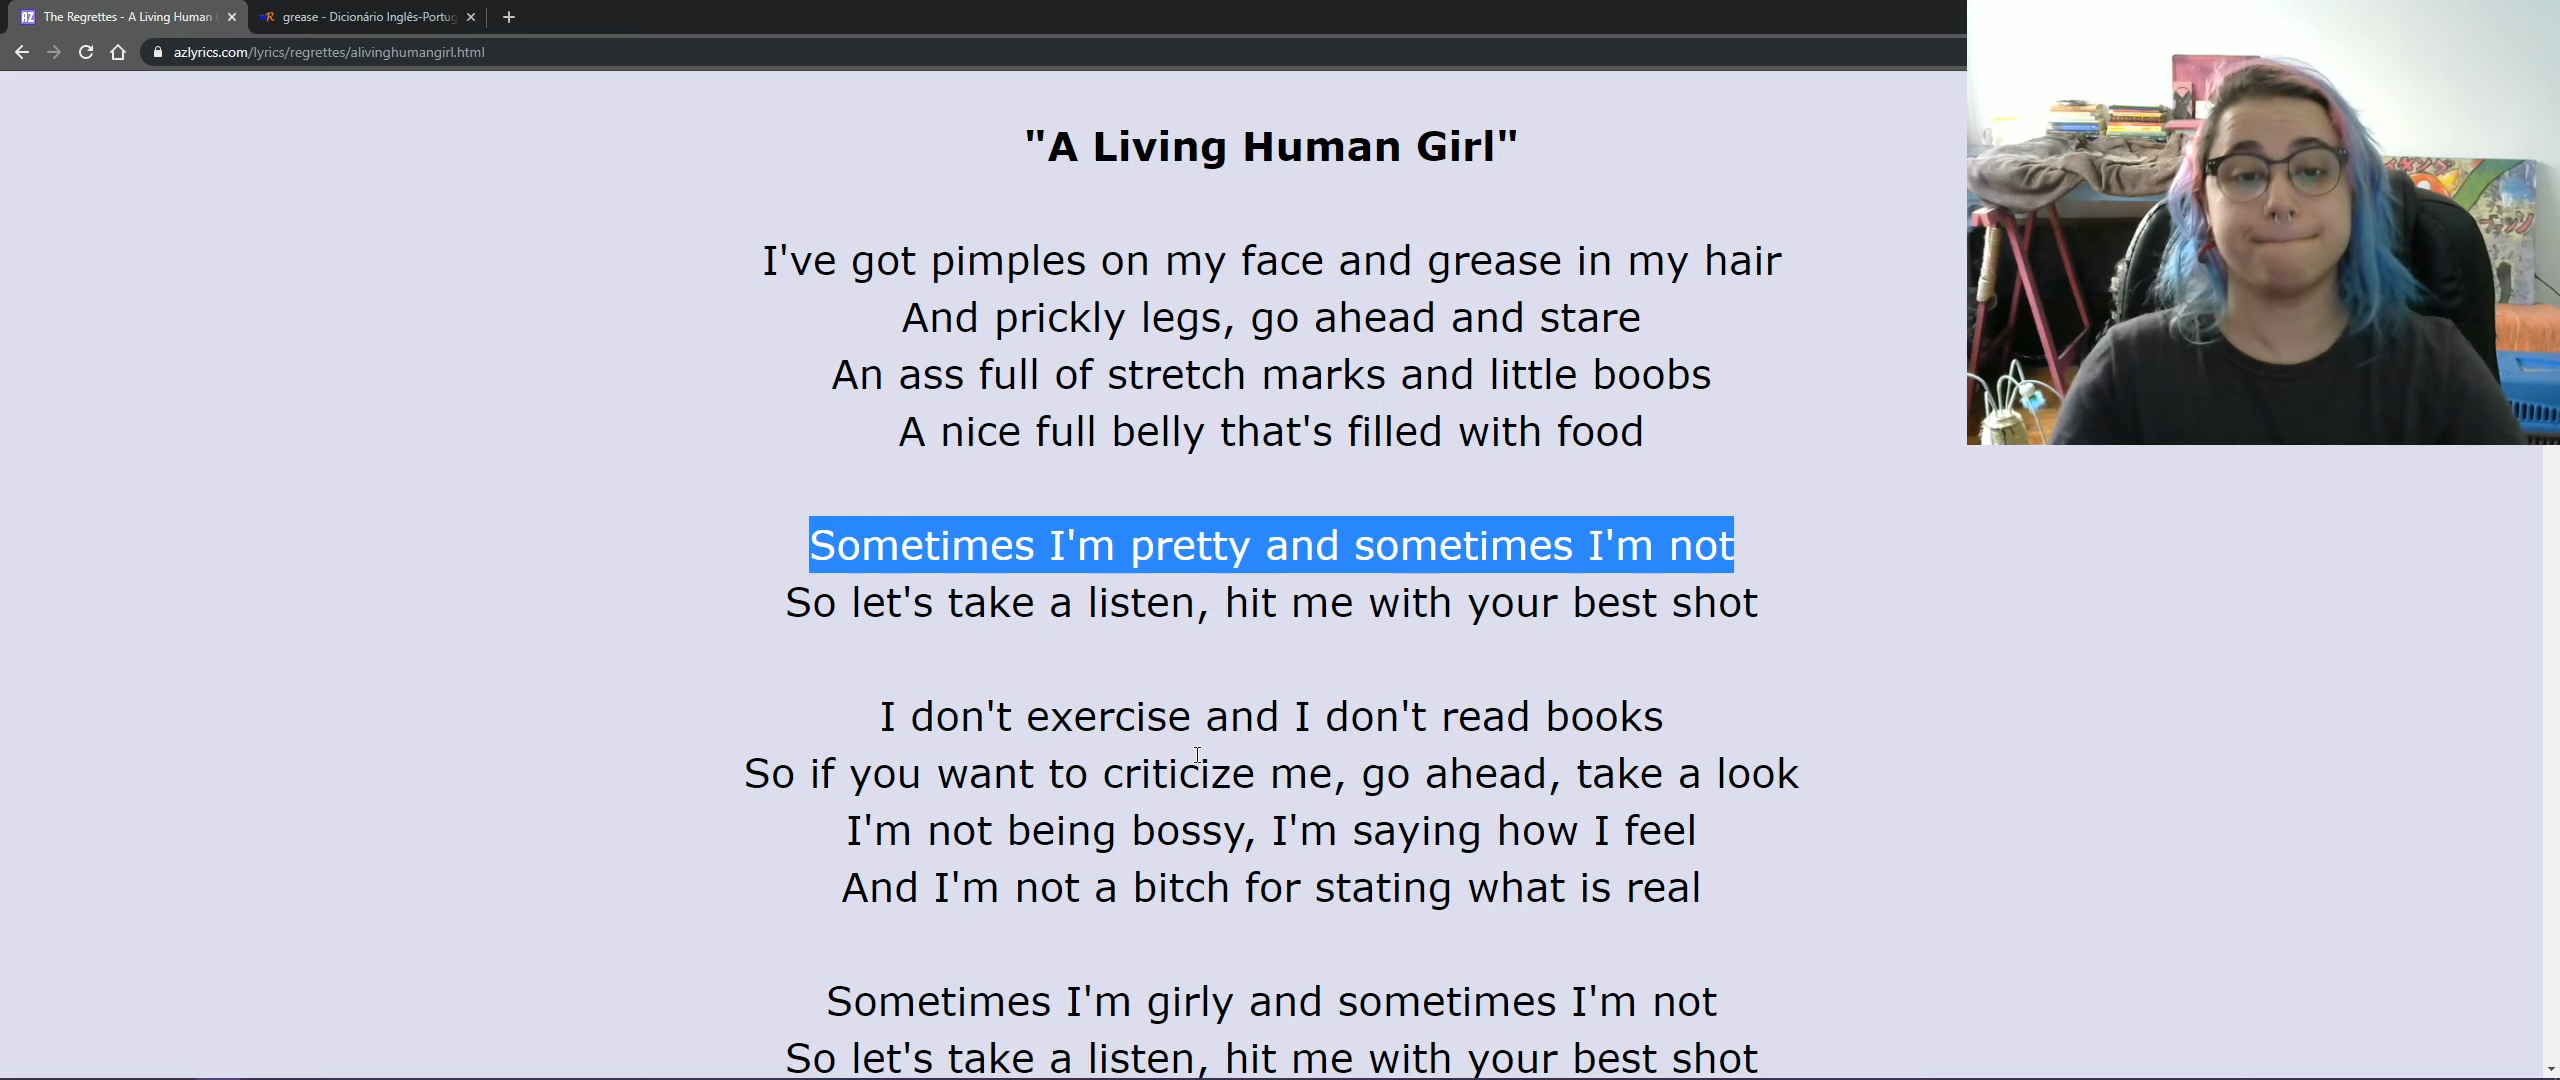 The Regrettes - A Living Human
grease - Dicionário Inglês-Portug
azlyrics.com/lyrics/regrettes/alivinghumangirl.html
"A Living Human Girl"
I've got pimples on my face and grease in my hair
And prickly legs, go ahead and stare
An ass full of stretch marks and little boobs
A nice full belly that's filled with food
Sometimes I'm pretty and sometimes I'm not
So let's take a listen, hit me with your best shot
I don't exercise and I don't read books
So if you want to criticize me, go ahead, take a look
I'm not being bossy, I'm saying how I feel
And I'm not a bitch for stating what is real
Sometimes I'm girly and sometimes I'm not
So let's take a listen, hit me with your best shot